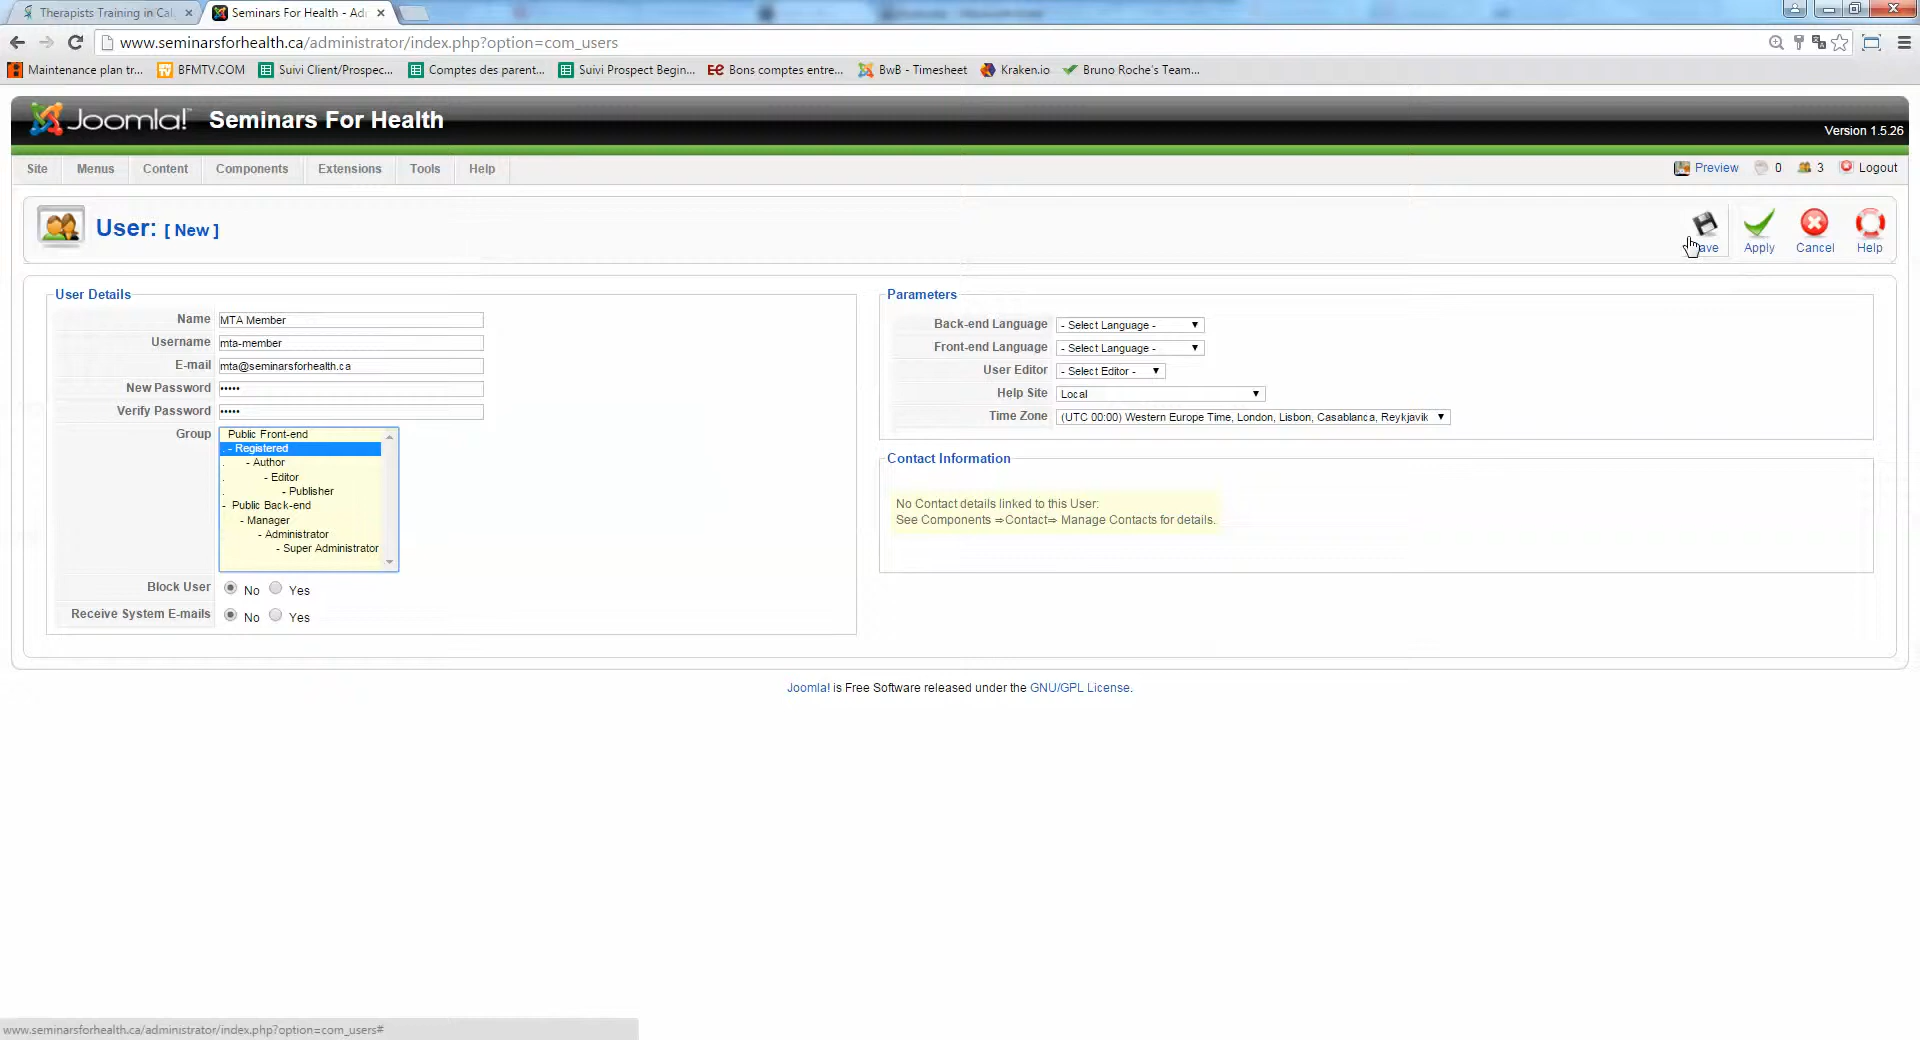 Therapists Training in Cal
Seminars For Health - Ad
www.seminarsforhealth.ca/administrator/index.php?option=com_users
Maintenance plan tr... BFMTV.COM Suivi Client/Prospec... Comptes des parent... Suivi Prospect Begin... Bons comptes entre... BwB - Timesheet Kraken.io Bruno Roche's Team...
Joomla! Seminars For Health
Version 1.5.26
Site Menus Content Components Extensions Tools Help Preview 0 3 Logout
User: [ New ]
Apply Cancel Help
User Details
Name MTA Member
Username mta-member
E-mail mta@seminarsforhealth.ca
New Password •••••
Verify Password •••••
Group
Public Front-end
. - Registered
. - Author
. - Editor
. - Publisher
- Public Back-end
- Manager
- Administrator
- Super Administrator
Block User No Yes
Receive System E-mails No Yes
Parameters
Back-end Language - Select Language -
Front-end Language - Select Language -
User Editor - Select Editor -
Help Site Local
Time Zone (UTC 00:00) Western Europe Time, London, Lisbon, Casablanca, Reykjavik
Contact Information
No Contact details linked to this User:
See Components ⇒Contact⇒ Manage Contacts for details.
Joomla! is Free Software released under the GNU/GPL License.
www.seminarsforhealth.ca/administrator/index.php?option=com_users#